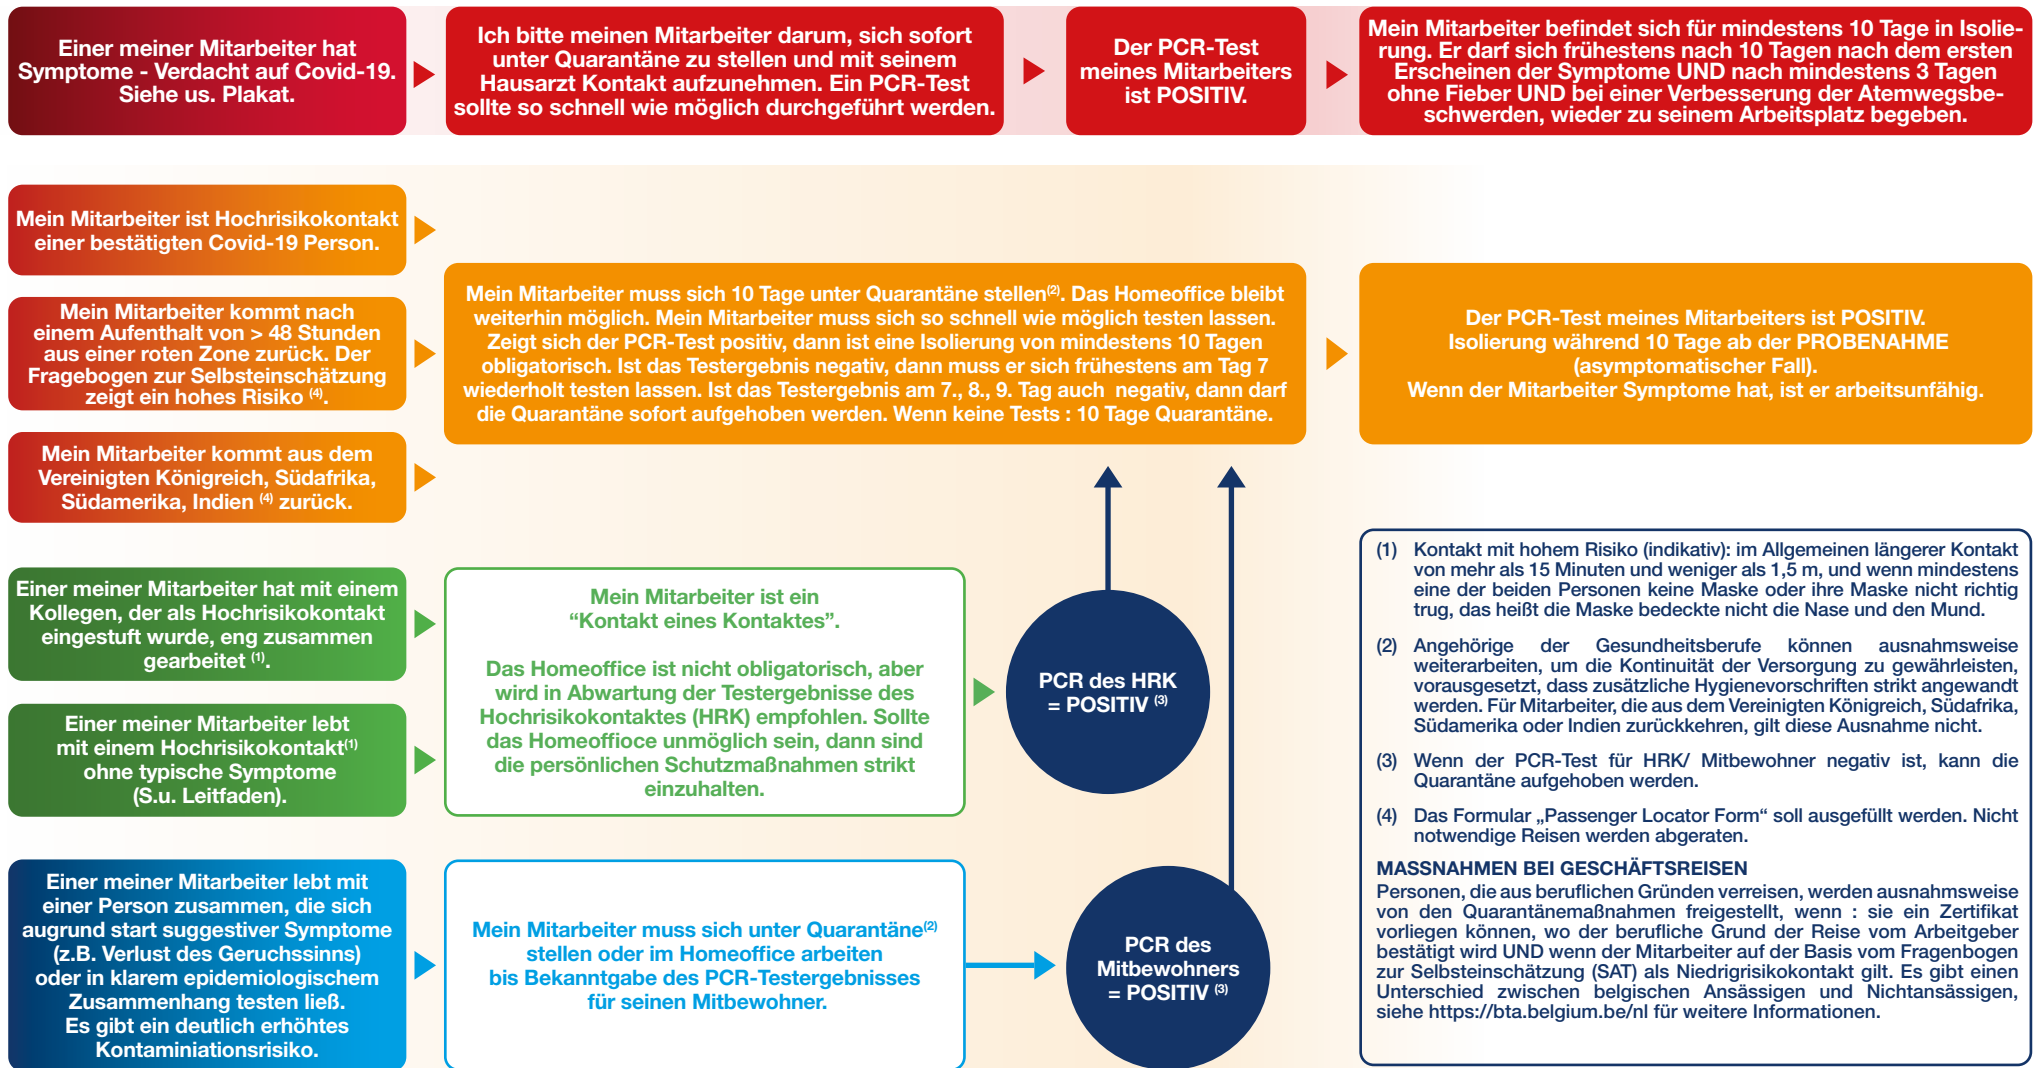 Einer meiner Mitarbeiter hat
Symptome - Verdacht auf Covid-19.
Siehe us. Plakat.
Ich bitte meinen Mitarbeiter darum, sich sofort
unter Quarantäne zu stellen und mit seinem
Hausarzt Kontakt aufzunehmen. Ein PCR-Test
sollte so schnell wie möglich durchgeführt werden.
Der PCR-Test
meines Mitarbeiters
ist POSITIV.
Mein Mitarbeiter befindet sich für mindestens 10 Tage in Isolie-
rung. Er darf sich frühestens nach 10 Tagen nach dem ersten
Erscheinen der Symptome UND nach mindestens 3 Tagen
ohne Fieber UND bei einer Verbesserung der Atemwegsbe-
schwerden, wieder zu seinem Arbeitsplatz begeben.
Mein Mitarbeiter ist Hochrisikokontakt
einer bestätigten Covid-19 Person.
Mein Mitarbeiter kommt nach
einem Aufenthalt von > 48 Stunden
aus einer roten Zone zurück. Der
Fragebogen zur Selbsteinschätzung
zeigt ein hohes Risiko (4).
Mein Mitarbeiter kommt aus dem
Vereinigten Königreich, Südafrika,
Südamerika, Indien (4) zurück.
Mein Mitarbeiter muss sich 10 Tage unter Quarantäne stellen(2). Das Homeoffice bleibt
weiterhin möglich. Mein Mitarbeiter muss sich so schnell wie möglich testen lassen.
Zeigt sich der PCR-Test positiv, dann ist eine Isolierung von mindestens 10 Tagen
obligatorisch. Ist das Testergebnis negativ, dann muss er sich frühestens am Tag 7
wiederholt testen lassen. Ist das Testergebnis am 7., 8., 9. Tag auch negativ, dann darf
die Quarantäne sofort aufgehoben werden. Wenn keine Tests : 10 Tage Quarantäne.
Der PCR-Test meines Mitarbeiters ist POSITIV.
Isolierung während 10 Tage ab der PROBENAHME
(asymptomatischer Fall).
Wenn der Mitarbeiter Symptome hat, ist er arbeitsunfähig.
Einer meiner Mitarbeiter hat mit einem
Kollegen, der als Hochrisikokontakt
eingestuft wurde, eng zusammen
gearbeitet (1).
Einer meiner Mitarbeiter lebt
mit einem Hochrisikokontakt(1)
ohne typische Symptome
(S.u. Leitfaden).
Mein Mitarbeiter ist ein
“Kontakt eines Kontaktes”.
Das Homeoffice ist nicht obligatorisch, aber
wird in Abwartung der Testergebnisse des
Hochrisikokontaktes (HRK) empfohlen. Sollte
das Homeoffioce unmöglich sein, dann sind
die persönlichen Schutzmaßnahmen strikt
einzuhalten.
PCR des HRK
= POSITIV (3)
Einer meiner Mitarbeiter lebt mit
einer Person zusammen, die sich
augrund start suggestiver Symptome
(z.B. Verlust des Geruchssinns)
oder in klarem epidemiologischem
Zusammenhang testen ließ.
Es gibt ein deutlich erhöhtes
Kontaminiationsrisiko.
Mein Mitarbeiter muss sich unter Quarantäne(2)
stellen oder im Homeoffice arbeiten
bis Bekanntgabe des PCR-Testergebnisses
für seinen Mitbewohner.
PCR des
Mitbewohners
= POSITIV (3)
(1) Kontakt mit hohem Risiko (indikativ): im Allgemeinen längerer Kontakt
von mehr als 15 Minuten und weniger als 1,5 m, und wenn mindestens
eine der beiden Personen keine Maske oder ihre Maske nicht richtig
trug, das heißt die Maske bedeckte nicht die Nase und den Mund.
(2) Angehörige der Gesundheitsberufe können ausnahmsweise
weiterarbeiten, um die Kontinuität der Versorgung zu gewährleisten,
vorausgesetzt, dass zusätzliche Hygienevorschriften strikt angewandt
werden. Für Mitarbeiter, die aus dem Vereinigten Königreich, Südafrika,
Südamerika oder Indien zurückkehren, gilt diese Ausnahme nicht.
(3) Wenn der PCR-Test für HRK/ Mitbewohner negativ ist, kann die
Quarantäne aufgehoben werden.
(4) Das Formular „Passenger Locator Form“ soll ausgefüllt werden. Nicht
notwendige Reisen werden abgeraten.
MASSNAHMEN BEI GESCHÄFTSREISEN
Personen, die aus beruflichen Gründen verreisen, werden ausnahmsweise
von den Quarantänemaßnahmen freigestellt, wenn : sie ein Zertifikat
vorliegen können, wo der berufliche Grund der Reise vom Arbeitgeber
bestätigt wird UND wenn der Mitarbeiter auf der Basis vom Fragenbogen
zur Selbsteinschätzung (SAT) als Niedrigrisikokontakt gilt. Es gibt einen
Unterschied zwischen belgischen Ansässigen und Nichtansässigen,
siehe https://bta.belgium.be/nl für weitere Informationen.